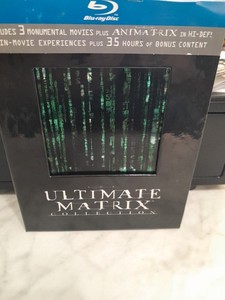 Blu-ray Disc
UDES 3 MONUMENTAL MOVIES PLUS ANIMATRIX IN HI-DEF!
IN-MOVIE EXPERIENCES PLUS 35 HOURS OF BONUS CONTENT
ULTIMATE
MATRIX
COLLECTION